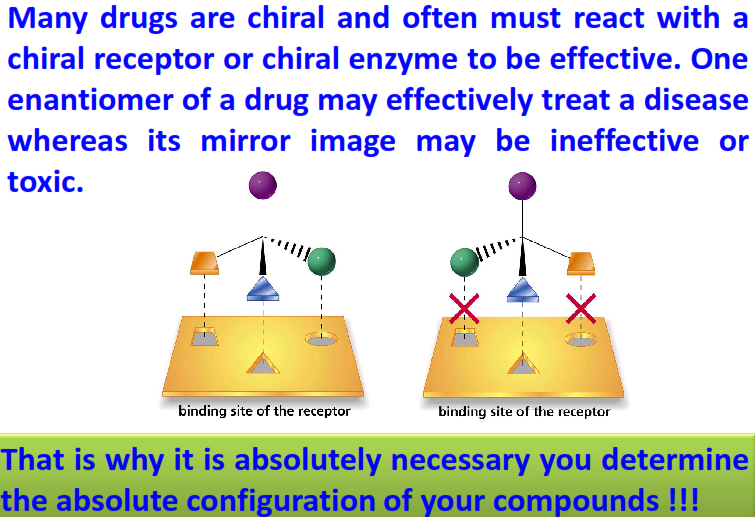 Many drugs are chiral and often must react with a
chiral receptor or chiral enzyme to be effective. One
enantiomer of a drug may effectively treat a disease
whereas its mirror image may be ineffective or
toxic.
binding site of the receptor
binding site of the receptor
That is why it is absolutely necessary you determine
the absolute configuration of your compounds !!!